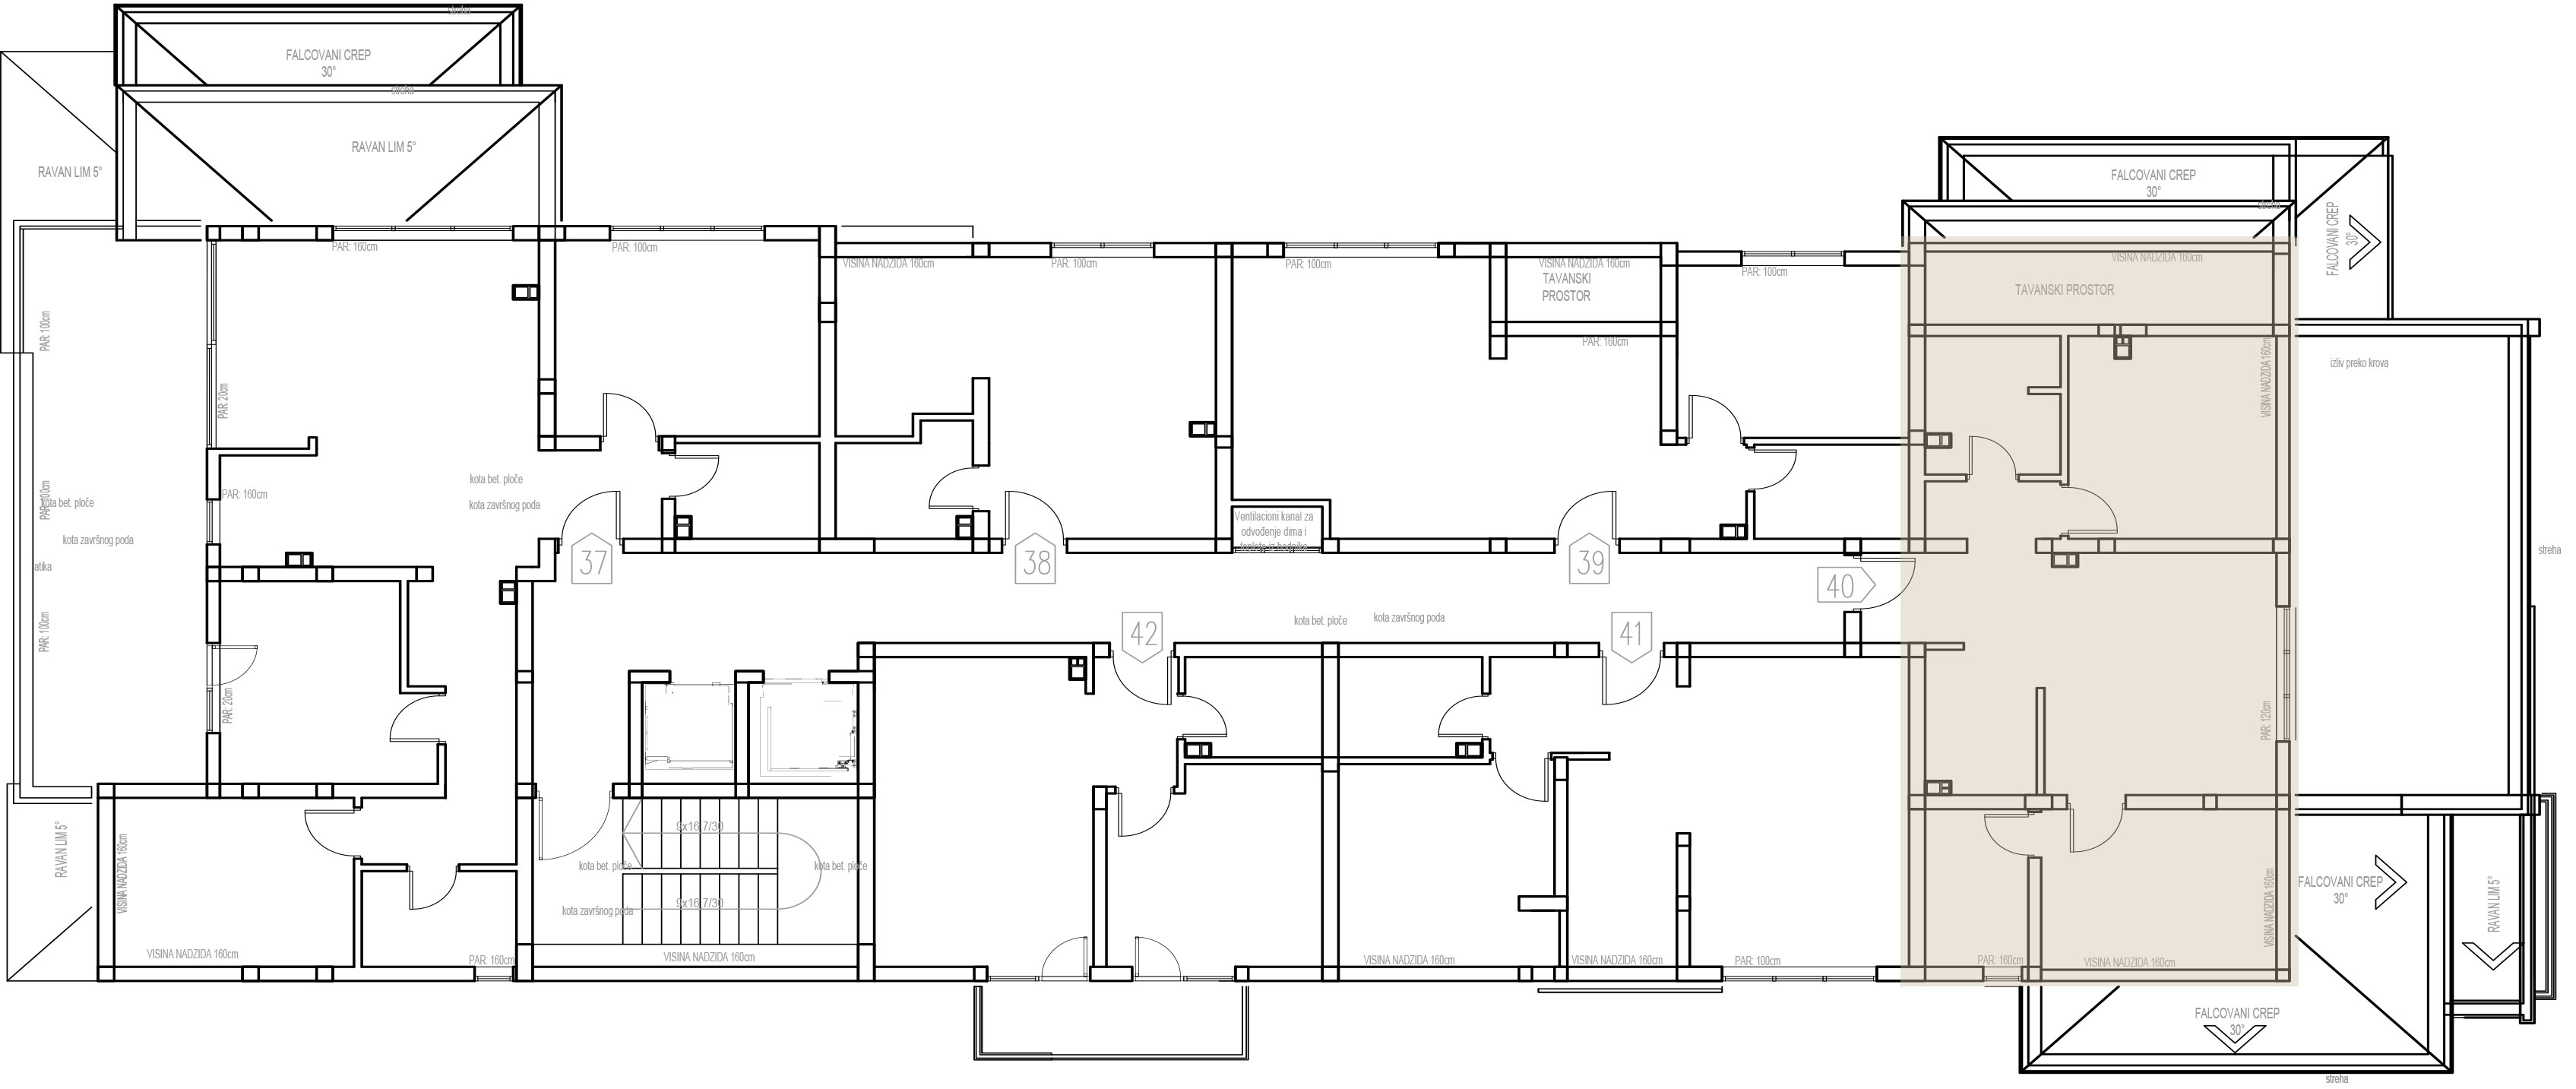 streha
FALCOVANI CREP
30°
streha
RAVAN LIM 5°
RAVAN LIM 5°
FALCOVANI CREP
30°
streha
FALCOVANI CREP
30°
PAR: 160cm
PAR: 100cm
VISINA NADZIDA 160cm
PAR: 100cm
PAR: 100cm
VISINA NADZIDA 160cm
TAVANSKI
PROSTOR
PAR: 160cm
PAR: 100cm
VISINA NADZIDA 160cm
TAVANSKI PROSTOR
VISINA NADZIDA 160cm
izliv preko krova
PAR: 100cm
PAR: 20cm
PAR: 160cm
PAR: 100cm
kota bet. ploče
kota završnog poda
atika
PAR: 100cm
PAR: 20cm
kota bet. ploče
kota završnog poda
Ventilacioni kanal za
odvođenje dima i
37
38
39
40
42
41
kota bet. ploče
kota završnog poda
streha
PAR: 120cm
RAVAN LIM 5°
VISINA NADZIDA 160cm
VISINA NADZIDA 160cm
PAR: 160cm
9x16,7/30
kota bet. ploče
kota bet. ploče
9x16,7/30
kota završnog poda
VISINA NADZIDA 160cm
VISINA NADZIDA 160cm
VISINA NADZIDA 160cm
PAR: 100cm
PAR: 160cm
VISINA NADZIDA 160cm
VISINA NADZIDA 160cm
FALCOVANI CREP
30°
RAVAN LIM 5°
FALCOVANI CREP
30°
streha